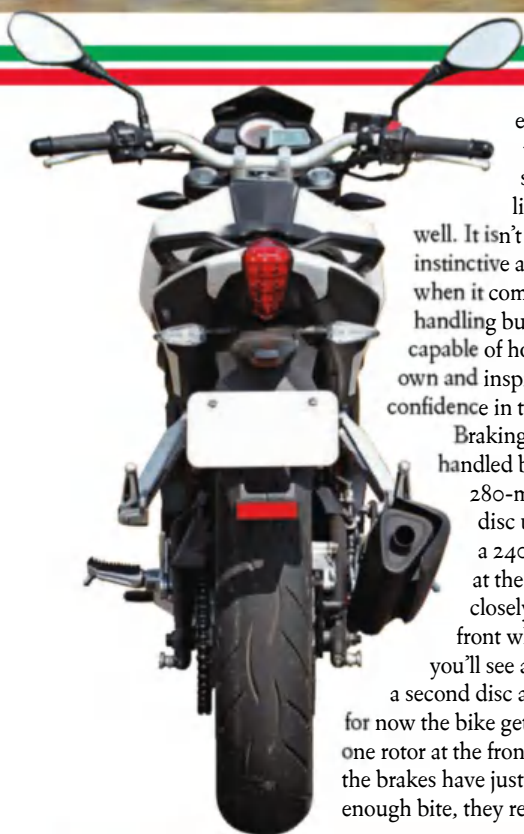 e
s
li
well. It isn't
instinctive a
when it com
handling bu
capable of ho
own and insp
confidence in t
Braking
handled b
280-m
disc u
a 240
at the
closely
front w
you'll see a
a second disc a
for now the bike get
one rotor at the fron
the brakes have just
enough bite, they re